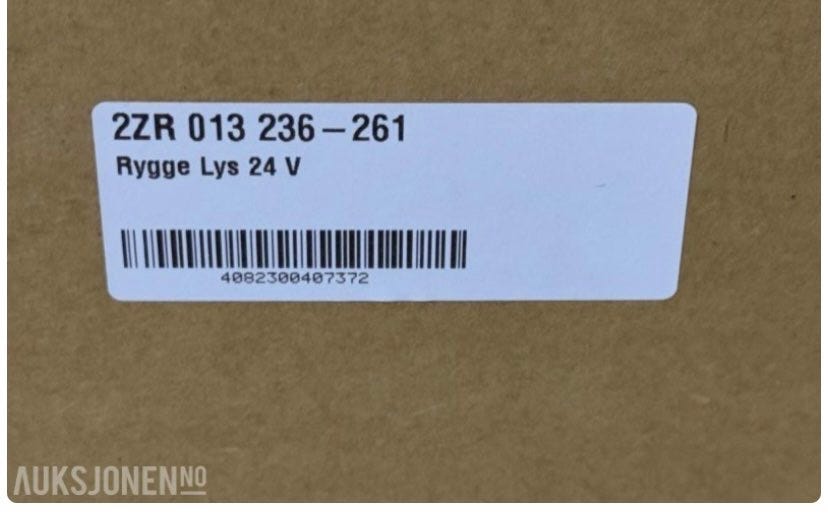 2ZR 013 236-261
Rygge Lys 24 V
4082300407372
AUKSJONEN NO